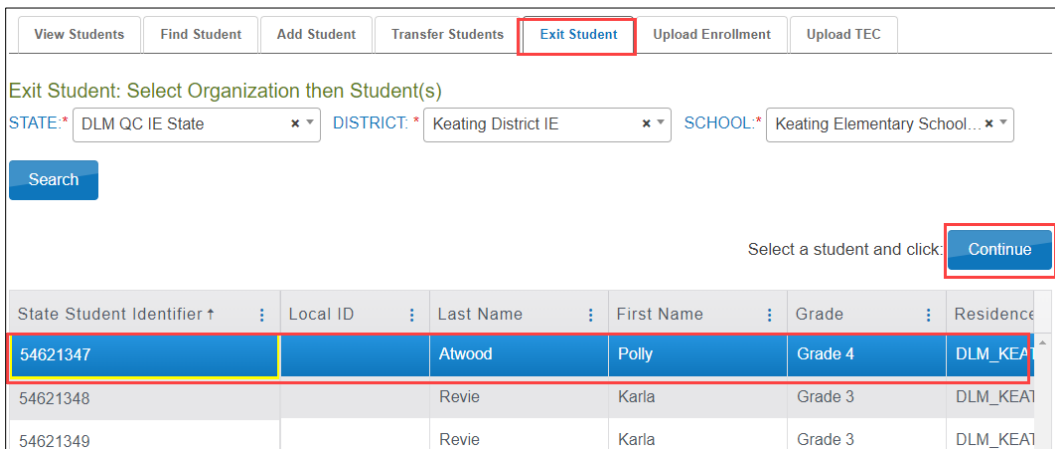 View Students Find Student Add Student Transfer Students Exit Student Upload Enrollment Upload TEC
Exit Student: Select Organization then Student(s)
STATE:* DLM QC IE State × DISTRICT: * Keating District IE × SCHOOL:* Keating Elementary School... ×
Search
Select a student and click: Continue
State Student Identifier ↑ Local ID Last Name First Name Grade Residence
54621347 Atwood Polly Grade 4 DLM_KEAT
54621348 Revie Karla Grade 3 DLM_KEAT
54621349 Revie Karla Grade 3 DLM_KEAT